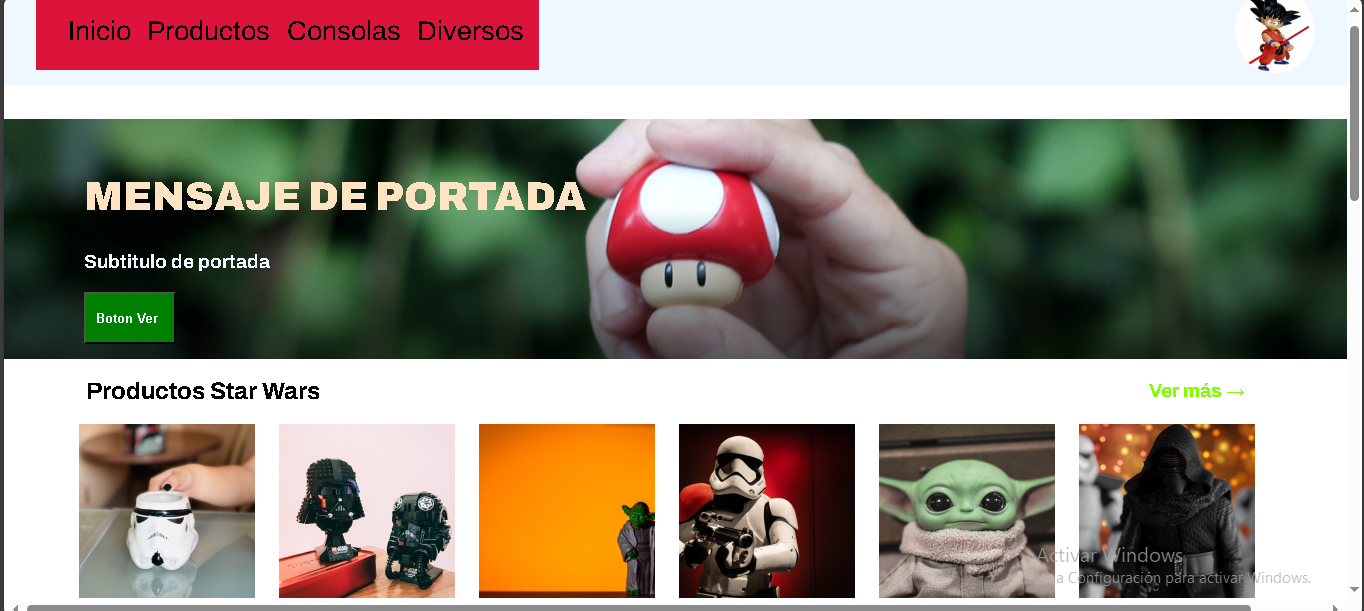 Inicio Productos Consolas Diversos
MENSAJE DE PORTADA
Subtitulo de portada
Boton Ver
Productos Star Wars
Ver más →
Activar Windows
a Configuración para activar Windows.